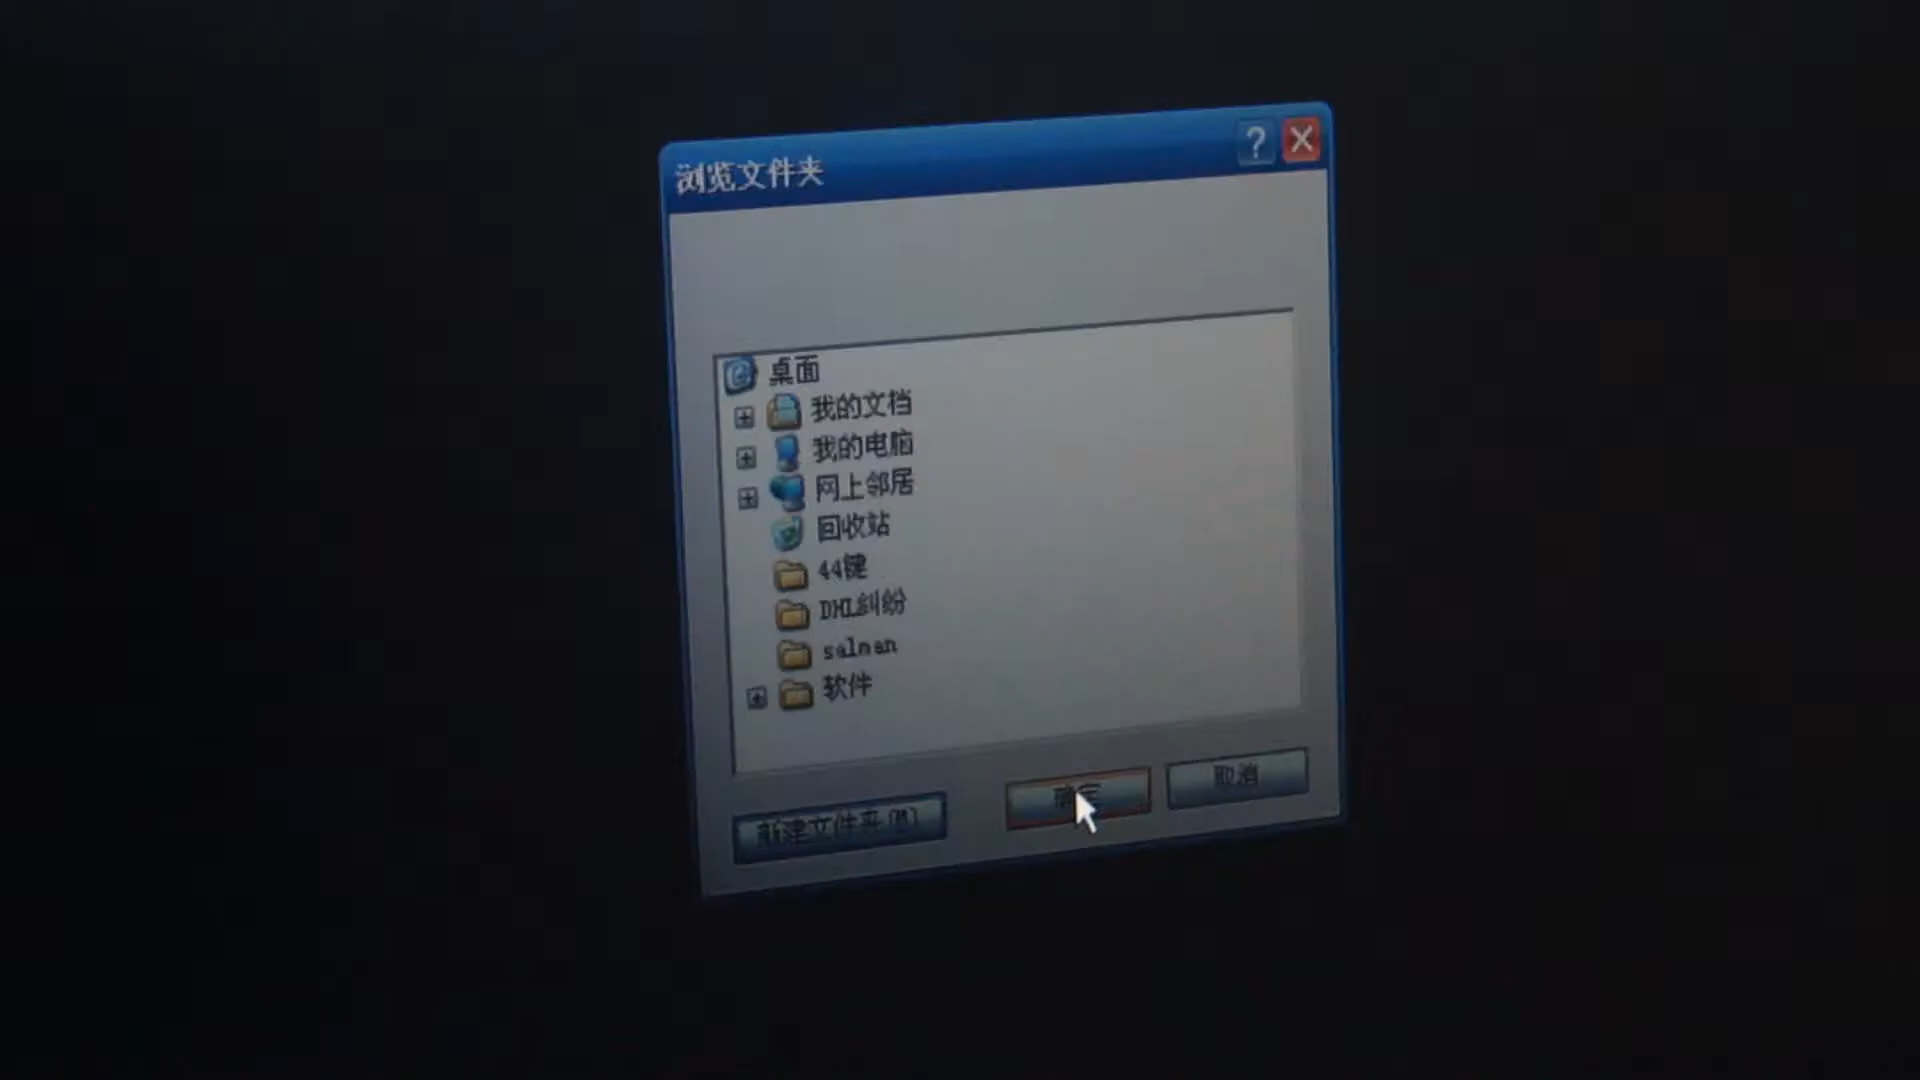 浏览文件夹
桌面
我的文档
我的电脑
网上邻居
回收站
44键
DHL纠纷
salman
软件
新建文件夹(M)
确定
取消